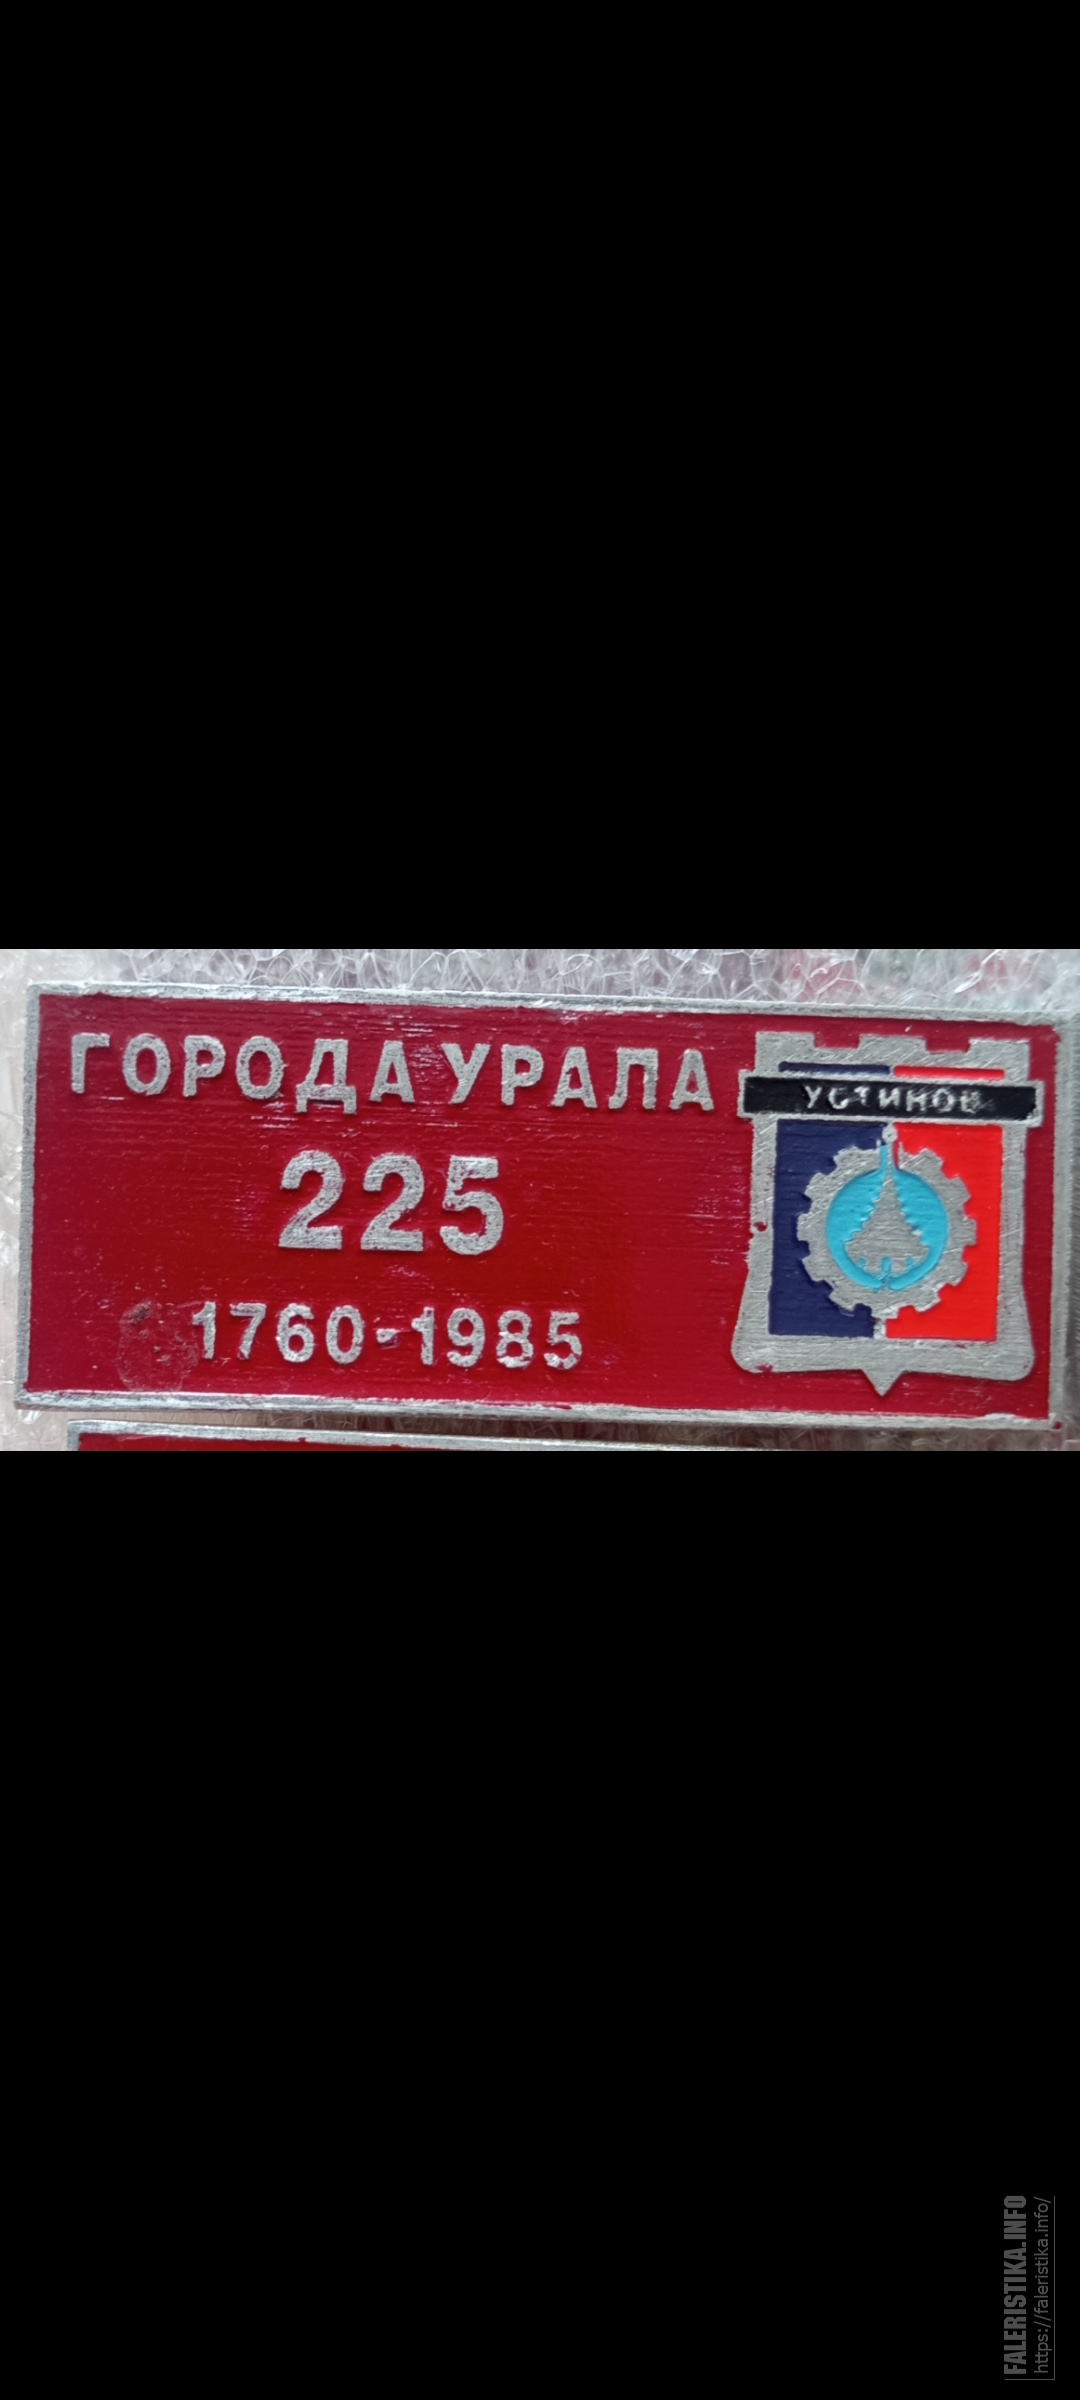 ГОРОДА УРАЛА
УСТИНОВ
225
1760-1985
FALERISTIKA.INFO
https://faleristika.info/